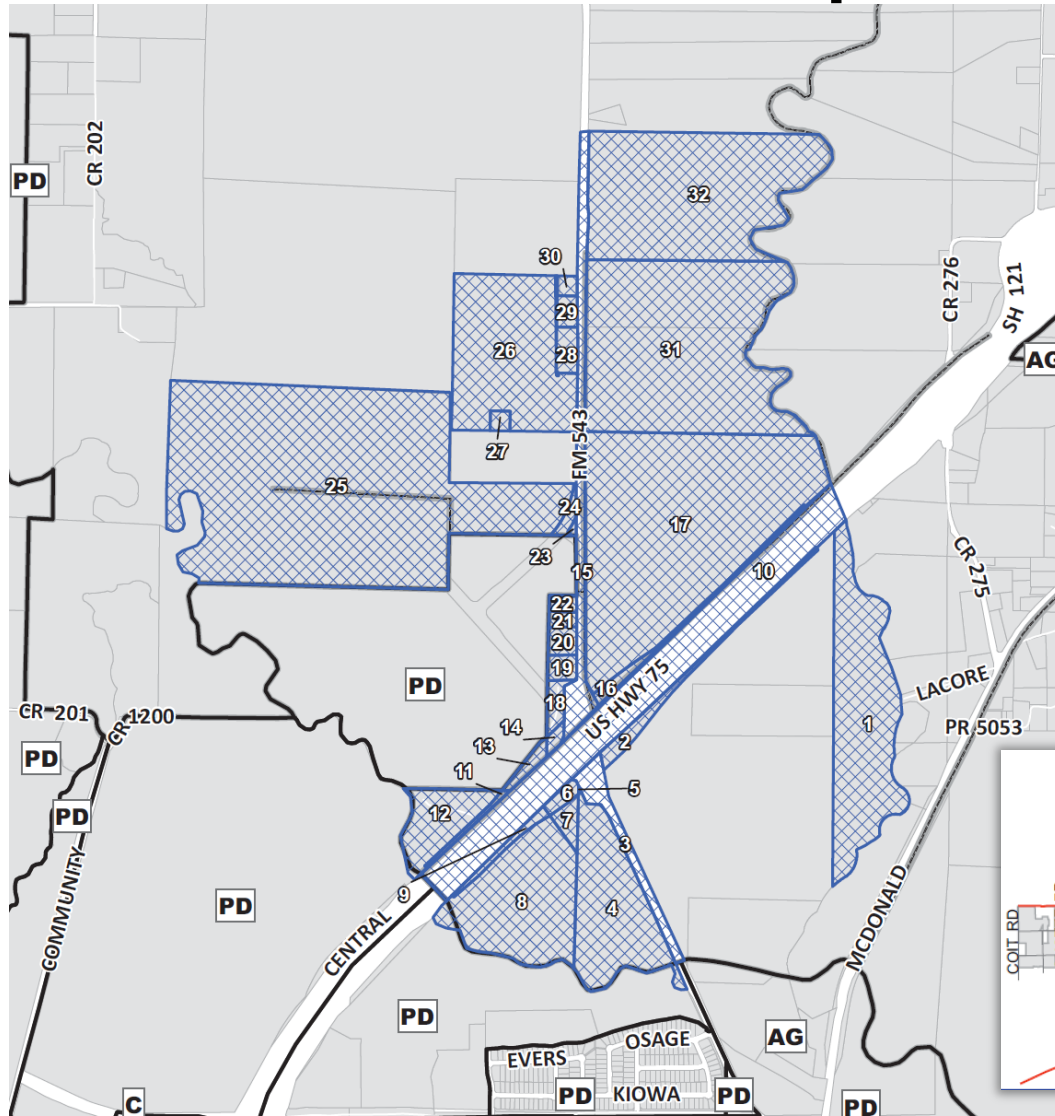 CR 202
PD
32
30
29
28
26
27
31
CR 276
SH 121
AG
FM 543
25
24
23
17
15
10
22
21
20
19
18
16
14
13
11
12
US HWY 75
2
5
6
7
3
9
8
4
1
CR 275
LACORE
PR 5053
PD
CR 201
CR 1200
PD
PD
COMMUNITY
PD
CENTRAL
MCDONALD
COIT RD
PD
AG
EVERS
OSAGE
PD
KIOWA
PD
PD
C